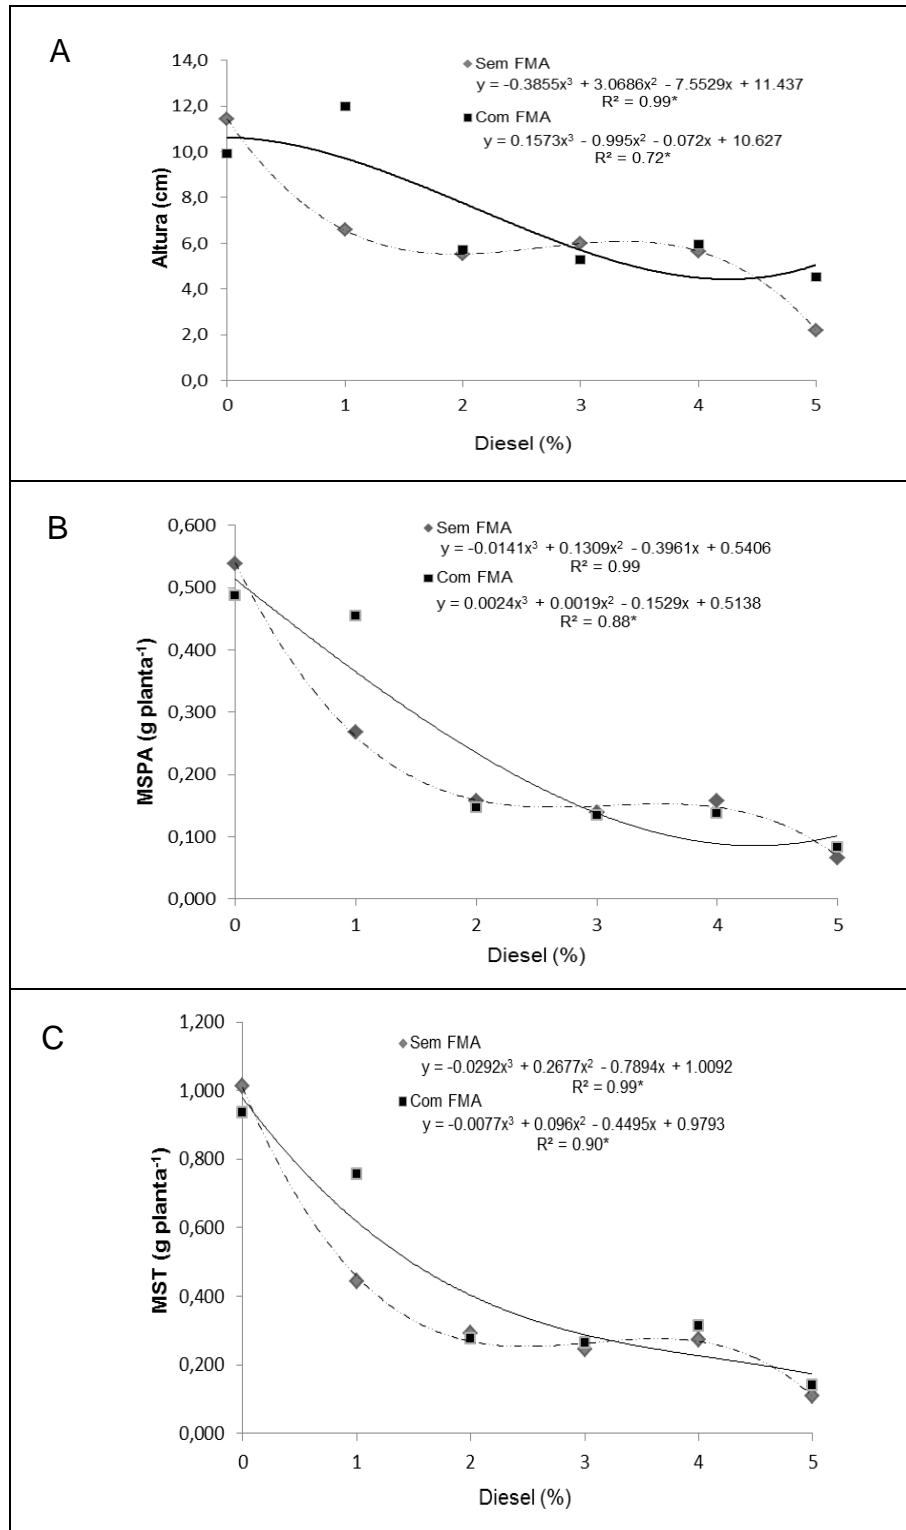 A
Altura (cm)
14,0
12,0
10,0
8,0
6,0
4,0
2,0
0,0
Sem FMA
y = -0.3855x³ + 3.0686x² - 7.5529x + 11.437
R² = 0.99*
Com FMA
y = 0.1573x³ - 0.995x² - 0.072x + 10.627
R² = 0.72*
0 1 2 3 4 5
Diesel (%)
B
MSPA (g planta⁻¹)
0,600
0,500
0,400
0,300
0,200
0,100
0,000
Sem FMA
y = -0.0141x³ + 0.1309x² - 0.3961x + 0.5406
R² = 0.99
Com FMA
y = 0.0024x³ + 0.0019x² - 0.1529x + 0.5138
R² = 0.88*
0 1 2 3 4 5
Diesel (%)
C
MST (g planta⁻¹)
1,200
1,000
0,800
0,600
0,400
0,200
0,000
Sem FMA
y = -0.0292x³ + 0.2677x² - 0.7894x + 1.0092
R² = 0.99*
Com FMA
y = -0.0077x³ + 0.096x² - 0.4495x + 0.9793
R² = 0.90*
0 1 2 3 4 5
Diesel (%)